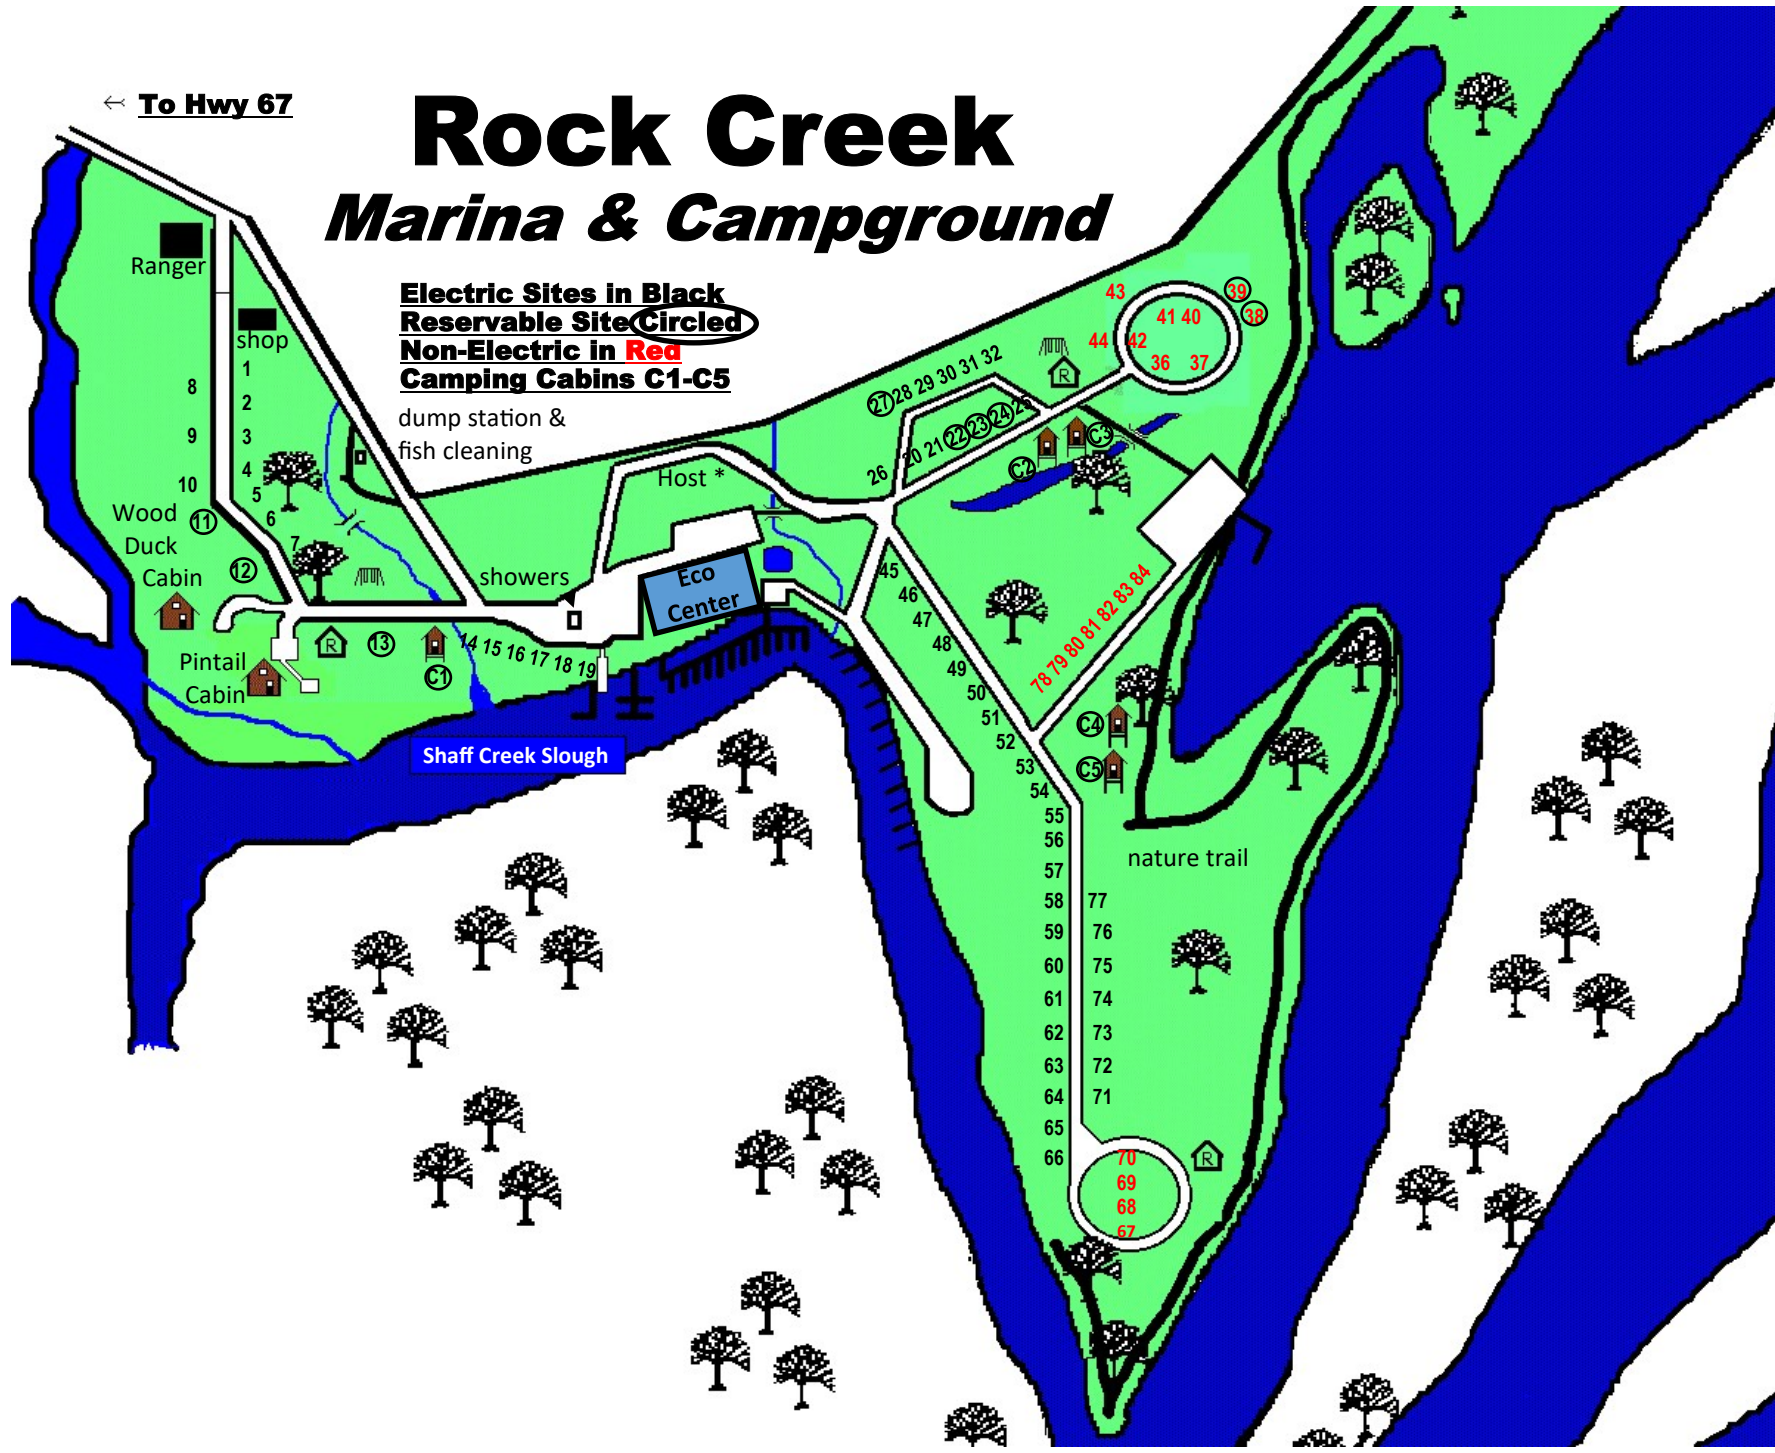 To Hwy 67
Rock Creek
Marina & Campground
Electric Sites in Black
Reservable Site Circled
Non-Electric in Red
Camping Cabins C1-C5
dump station &
fish cleaning
Ranger
shop
1
2
3
4
5
6
7
8
9
10
11
12
Wood
Duck
Cabin
Pintail
Cabin
R
13
C1
14 15 16 17 18 19
showers
Host *
Eco
Center
Shaff Creek Slough
26
20 21 22 23 24 25
27 28 29 30 31 32
R
C2
C3
43
44
42
41 40
36 37
39
38
45
46
47
48
49
50
51
52
53
54
55
56
57
58
59
60
61
62
63
64
65
66
78 79 80 81 82 83 84
C4
C5
nature trail
77
76
75
74
73
72
71
70
69
68
67
R